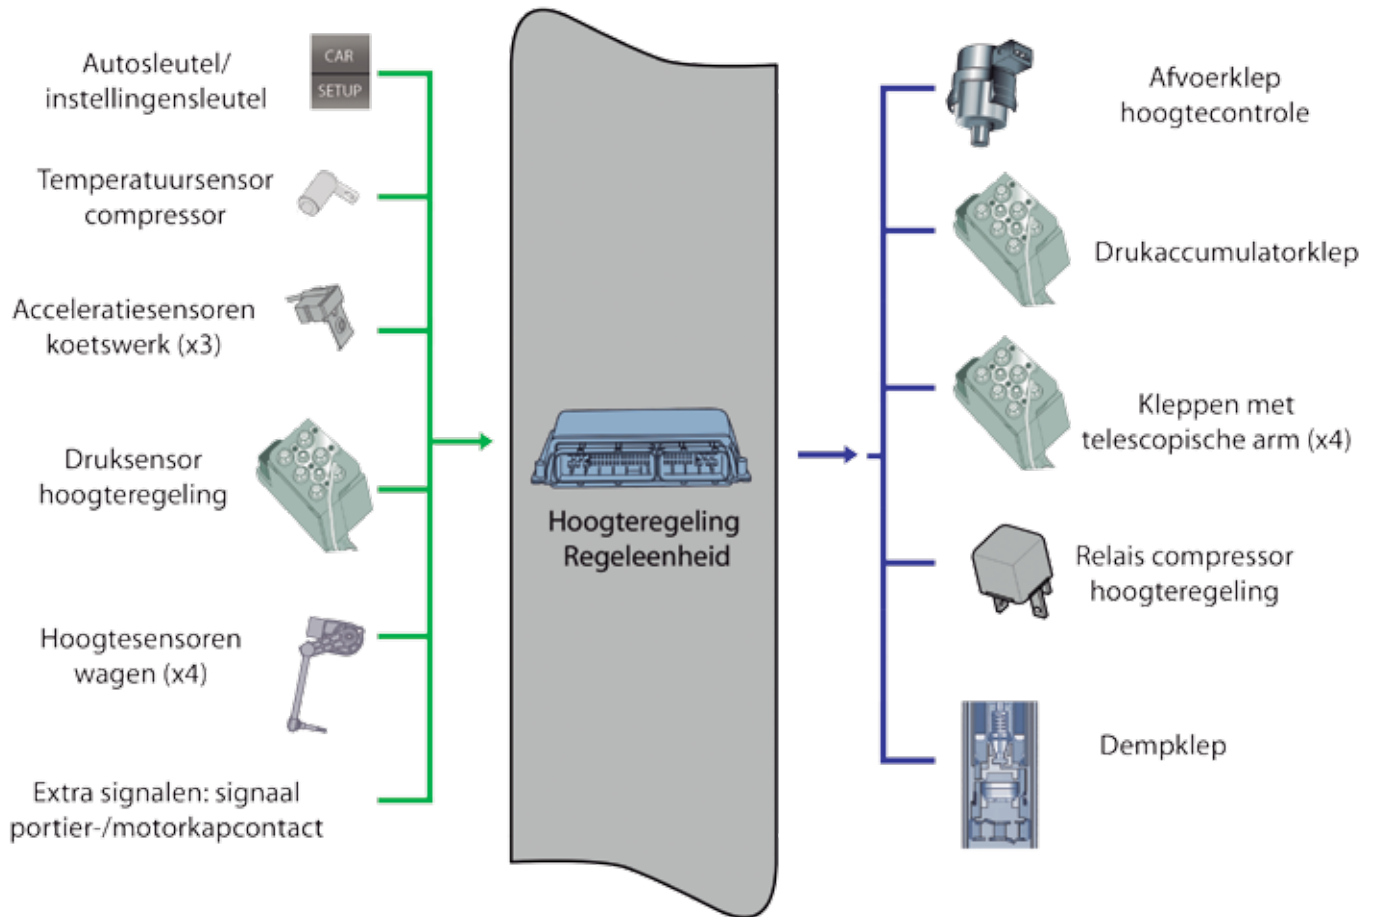 Autosleutel/
instellingensleutel
CAR
SETUP
Temperatuursensor
compressor
Acceleratiesensoren
koetswerk (x3)
Druksensor
hoogteregeling
Hoogtesensoren
wagen (x4)
Extra signalen: signaal
portier-/motorkapcontact
Hoogteregeling
Regeleenheid
Afvoerklep
hoogtecontrole
Drukaccumulatorklep
Kleppen met
telescopische arm (x4)
Relais compressor
hoogteregeling
Dempklep